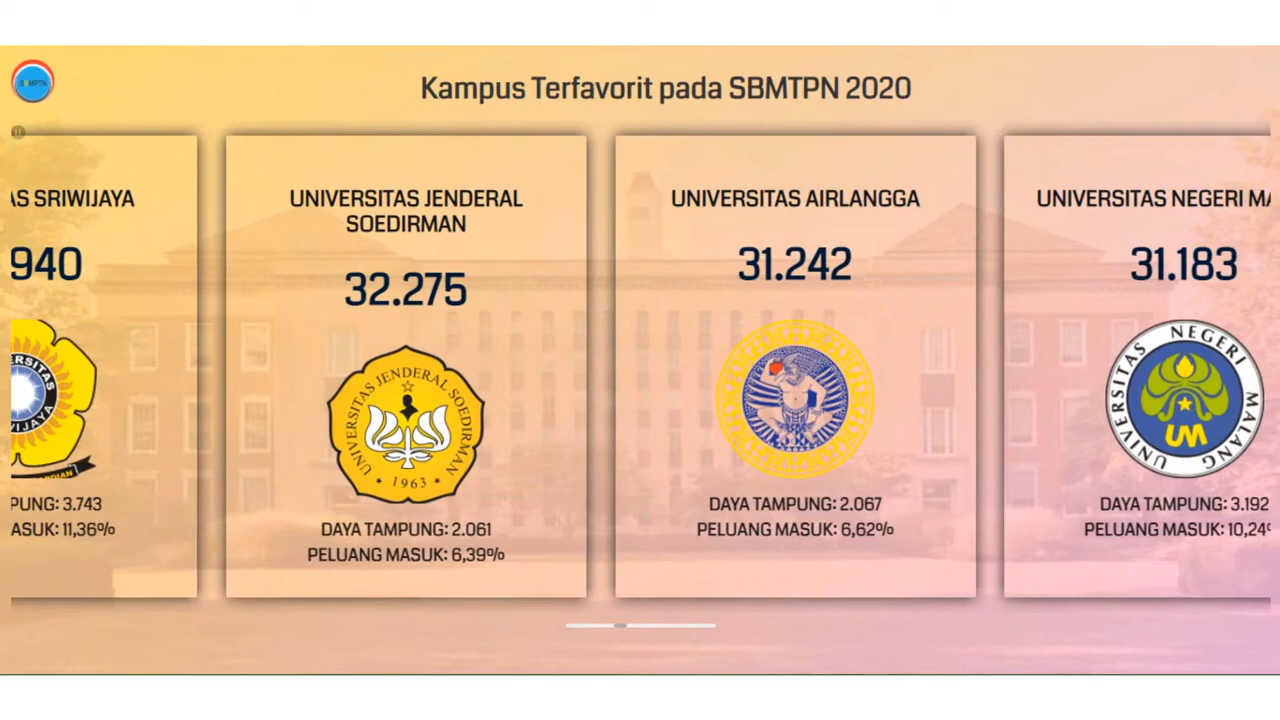 Kampus Terfavorit pada SBMTPN 2020
AS SRIWIJAYA
940
PUNG: 3.743
MASUK: 11,36%
UNIVERSITAS JENDERAL
SOEDIRMAN
32.275
UNIVERSITAS JENDERAL SOEDIRMAN
1963
DAYA TAMPUNG: 2.061
PELUANG MASUK: 6,39%
UNIVERSITAS AIRLANGGA
31.242
DAYA TAMPUNG: 2.067
PELUANG MASUK: 6,62%
UNIVERSITAS NEGERI MA
31.183
UNIVERSITAS NEGERI MALANG
UM
DAYA TAMPUNG: 3.192
PELUANG MASUK: 10,24